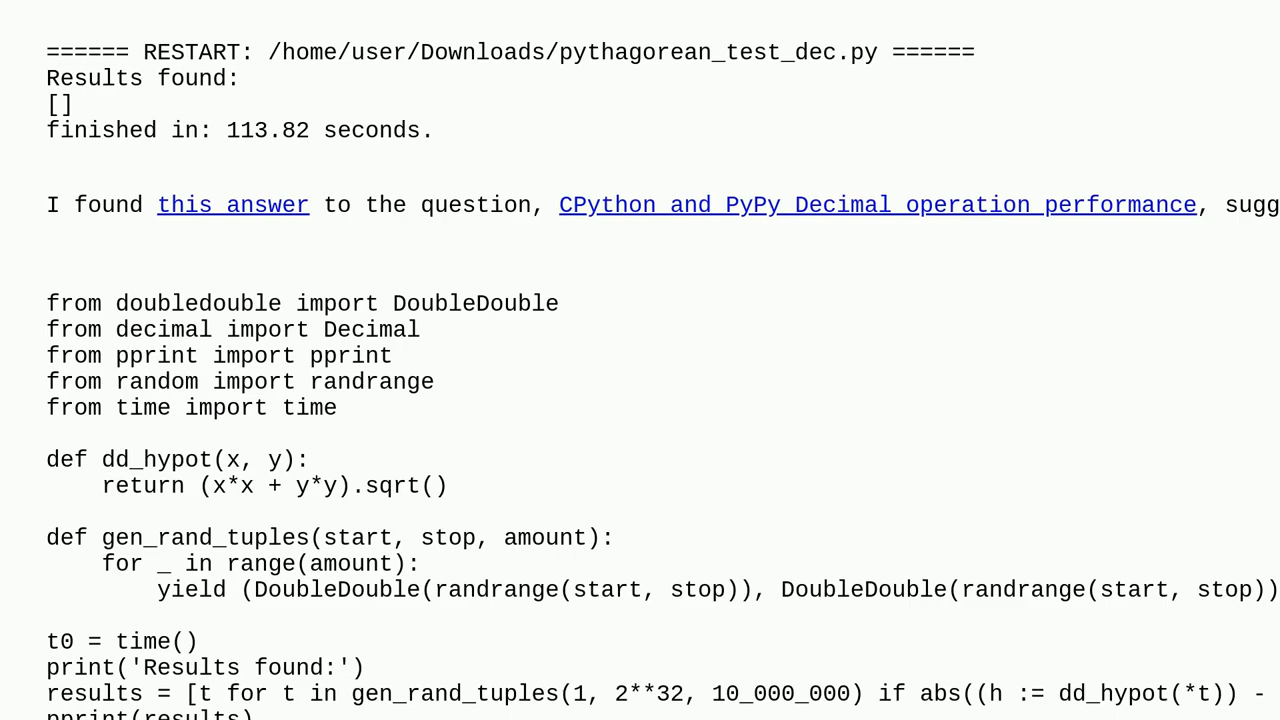 ====== RESTART: /home/user/Downloads/pythagorean_test_dec.py ======
Results found:
[]
finished in: 113.82 seconds.
I found this answer to the question, CPython and PyPy Decimal operation performance, sugg
from doubledouble import DoubleDouble
from decimal import Decimal
from pprint import pprint
from random import randrange
from time import time
def dd_hypot(x, y):
    return (x*x + y*y).sqrt()
def gen_rand_tuples(start, stop, amount):
    for _ in range(amount):
        yield (DoubleDouble(randrange(start, stop)), DoubleDouble(randrange(start, stop))
t0 = time()
print('Results found:')
results = [t for t in gen_rand_tuples(1, 2**32, 10_000_000) if abs((h := dd_hypot(*t)) -
pprint(results)